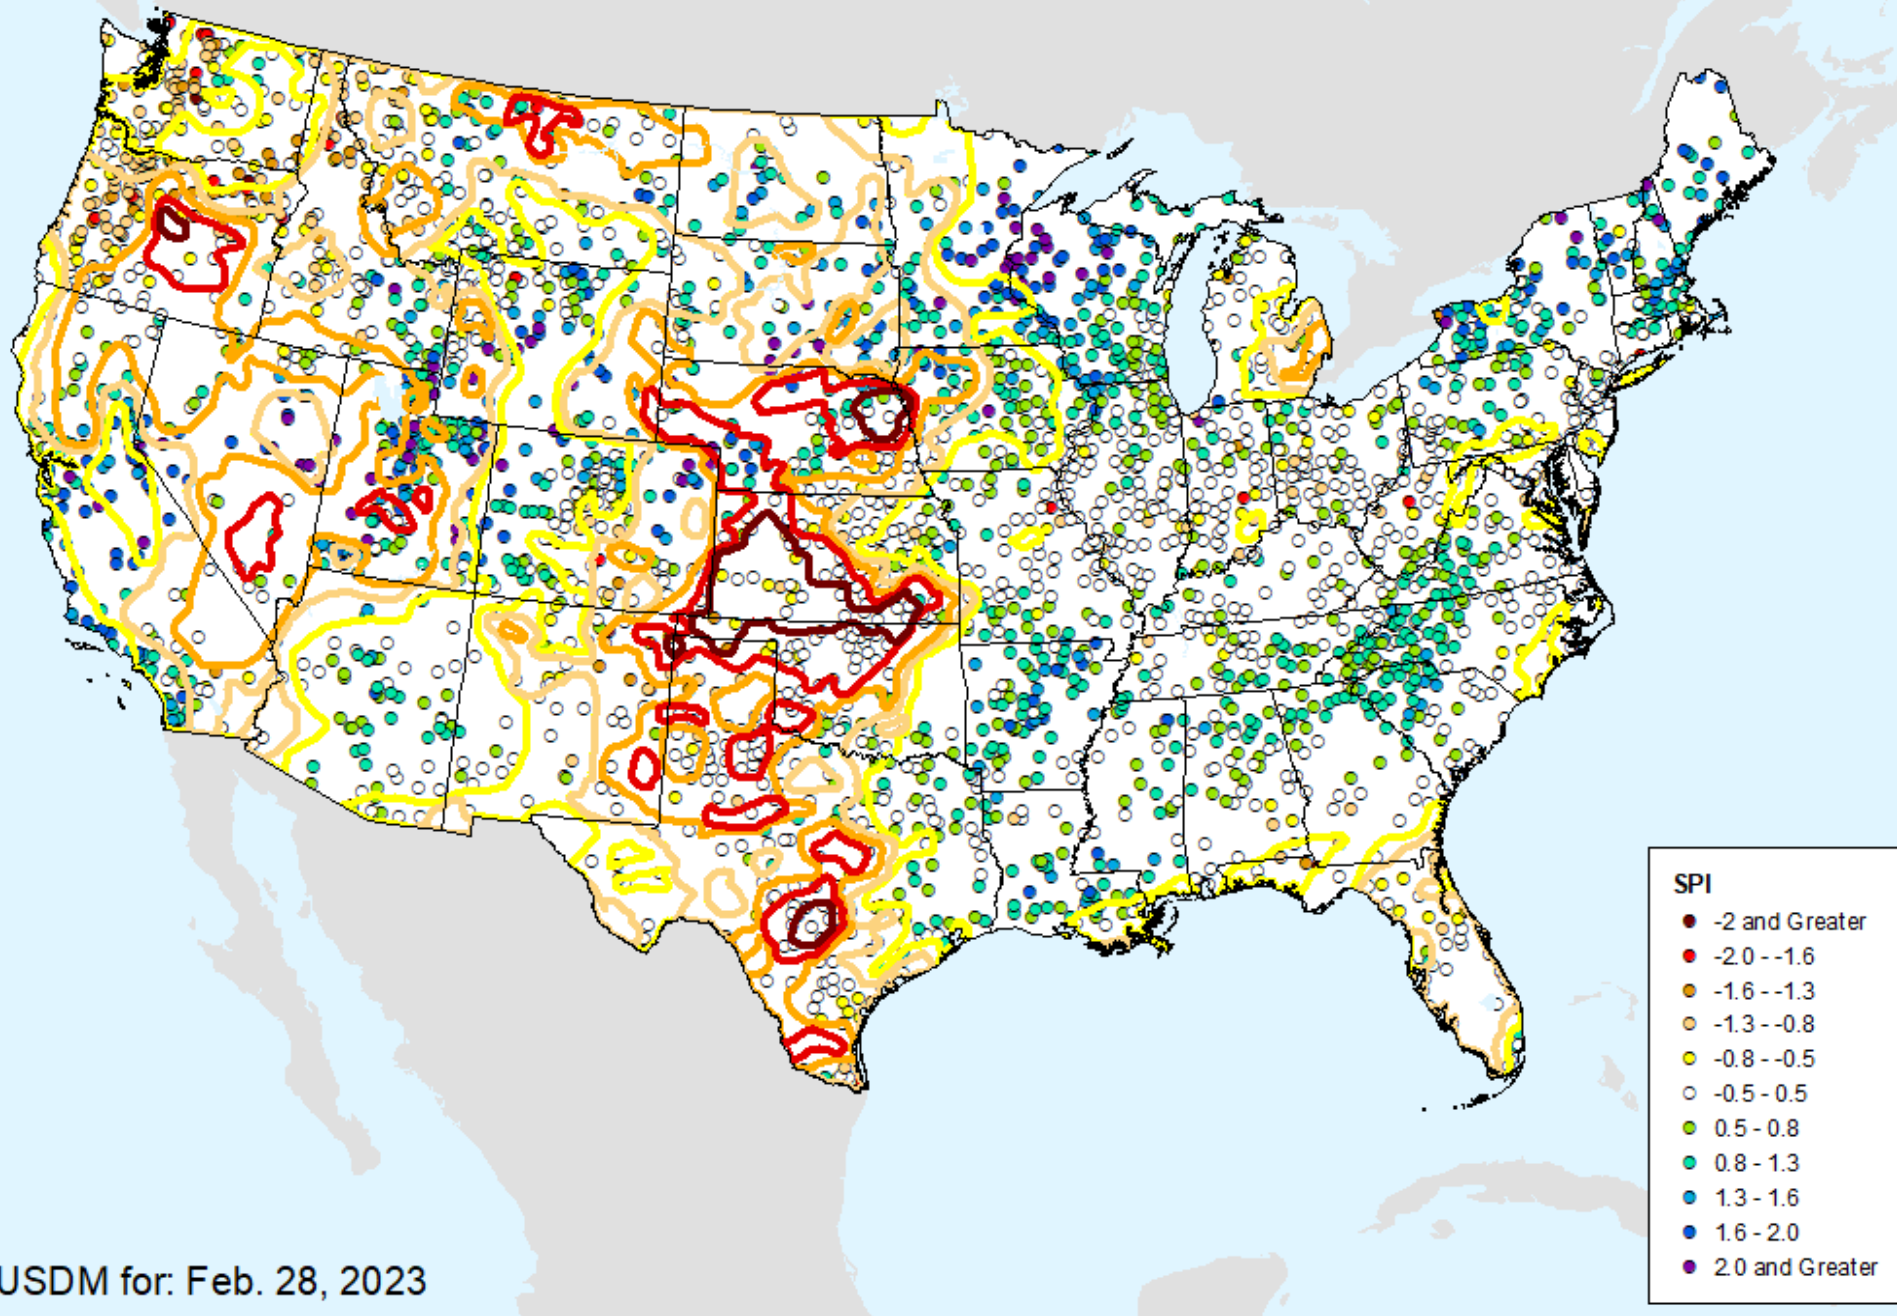 SPI
-2 and Greater
-2.0 - -1.6
-1.6 - -1.3
-1.3 - -0.8
-0.8 - -0.5
-0.5 - 0.5
0.5 - 0.8
0.8 - 1.3
1.3 - 1.6
1.6 - 2.0
2.0 and Greater
USDM for: Feb. 28, 2023